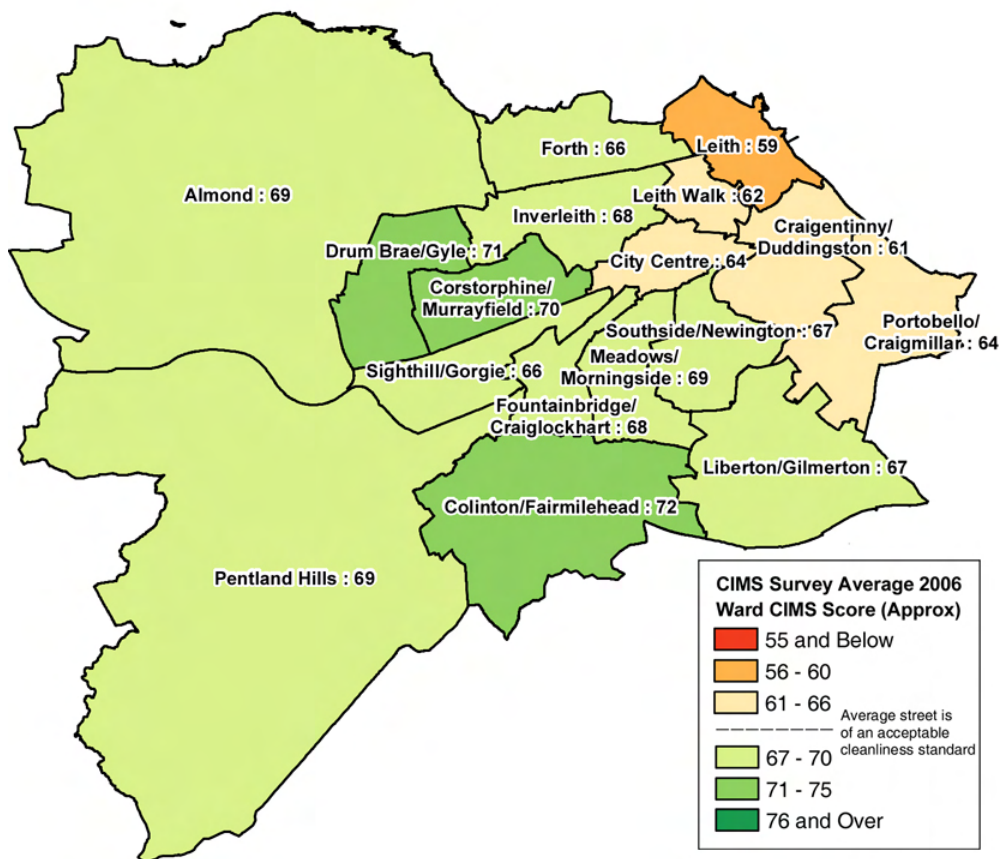 Leith : 59
Forth : 66
Almond : 69
Leith Walk : 62
Inverleith : 68
Craigentinny/
Duddingston : 61
Drum Brae/Gyle : 71
City Centre : 64
Corstorphine/
Murrayfield : 70
Portobello/
Craigmillar : 64
Southside/Newington : 67
Sighthill/Gorgie : 66
Meadows/
Morningside : 69
Fountainbridge/
Craiglockhart : 68
Liberton/Gilmerton : 67
Colinton/Fairmilehead : 72
Pentland Hills : 69
CIMS Survey Average 2006
Ward CIMS Score (Approx)
55 and Below
56 - 60
61 - 66
Average street is
of an acceptable
cleanliness standard
67 - 70
71 - 75
76 and Over